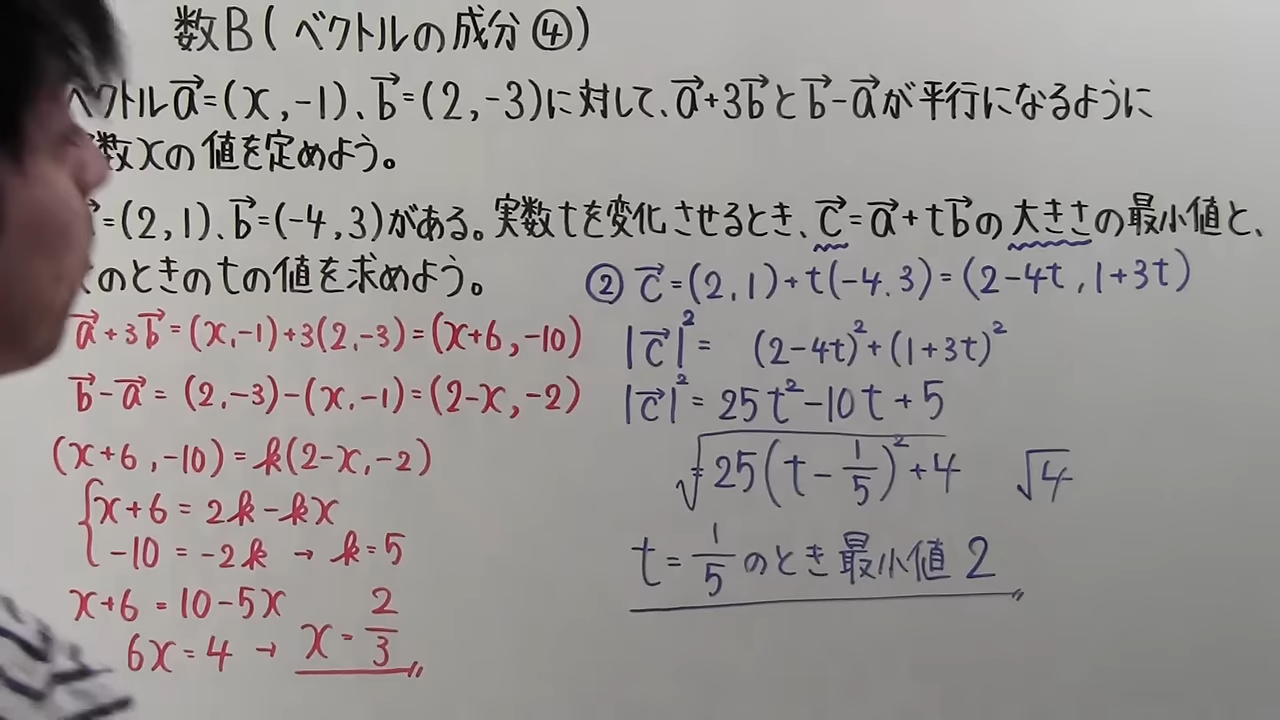 数B(ベクトルの成分④)
ベクトルa⃗=(x,-1)、b⃗=(2,-3)に対して、a⃗+3b⃗とb⃗-a⃗が平行になるように
数xの値を定めよう。
=(2,1)、b⃗=(-4,3)がある。実数tを変化させるとき、c⃗=a⃗+tb⃗の大きさの最小値と、
のときのtの値を求めよう。
a⃗+3b⃗=(x,-1)+3(2,-3)=(x+6,-10)
b⃗-a⃗=(2,-3)-(x,-1)=(2-x,-2)
(x+6,-10)=k(2-x,-2)
{x+6=2k-kx
-10=-2k→k=5
x+6=10-5x
6x=4→x=2/3
②c⃗=(2,1)+t(-4,3)=(2-4t,1+3t)
|c⃗|²=(2-4t)²+(1+3t)²
|c⃗|²=25t²-10t+5
√25(t-1/5)²+4 √4
t=1/5のとき最小値2